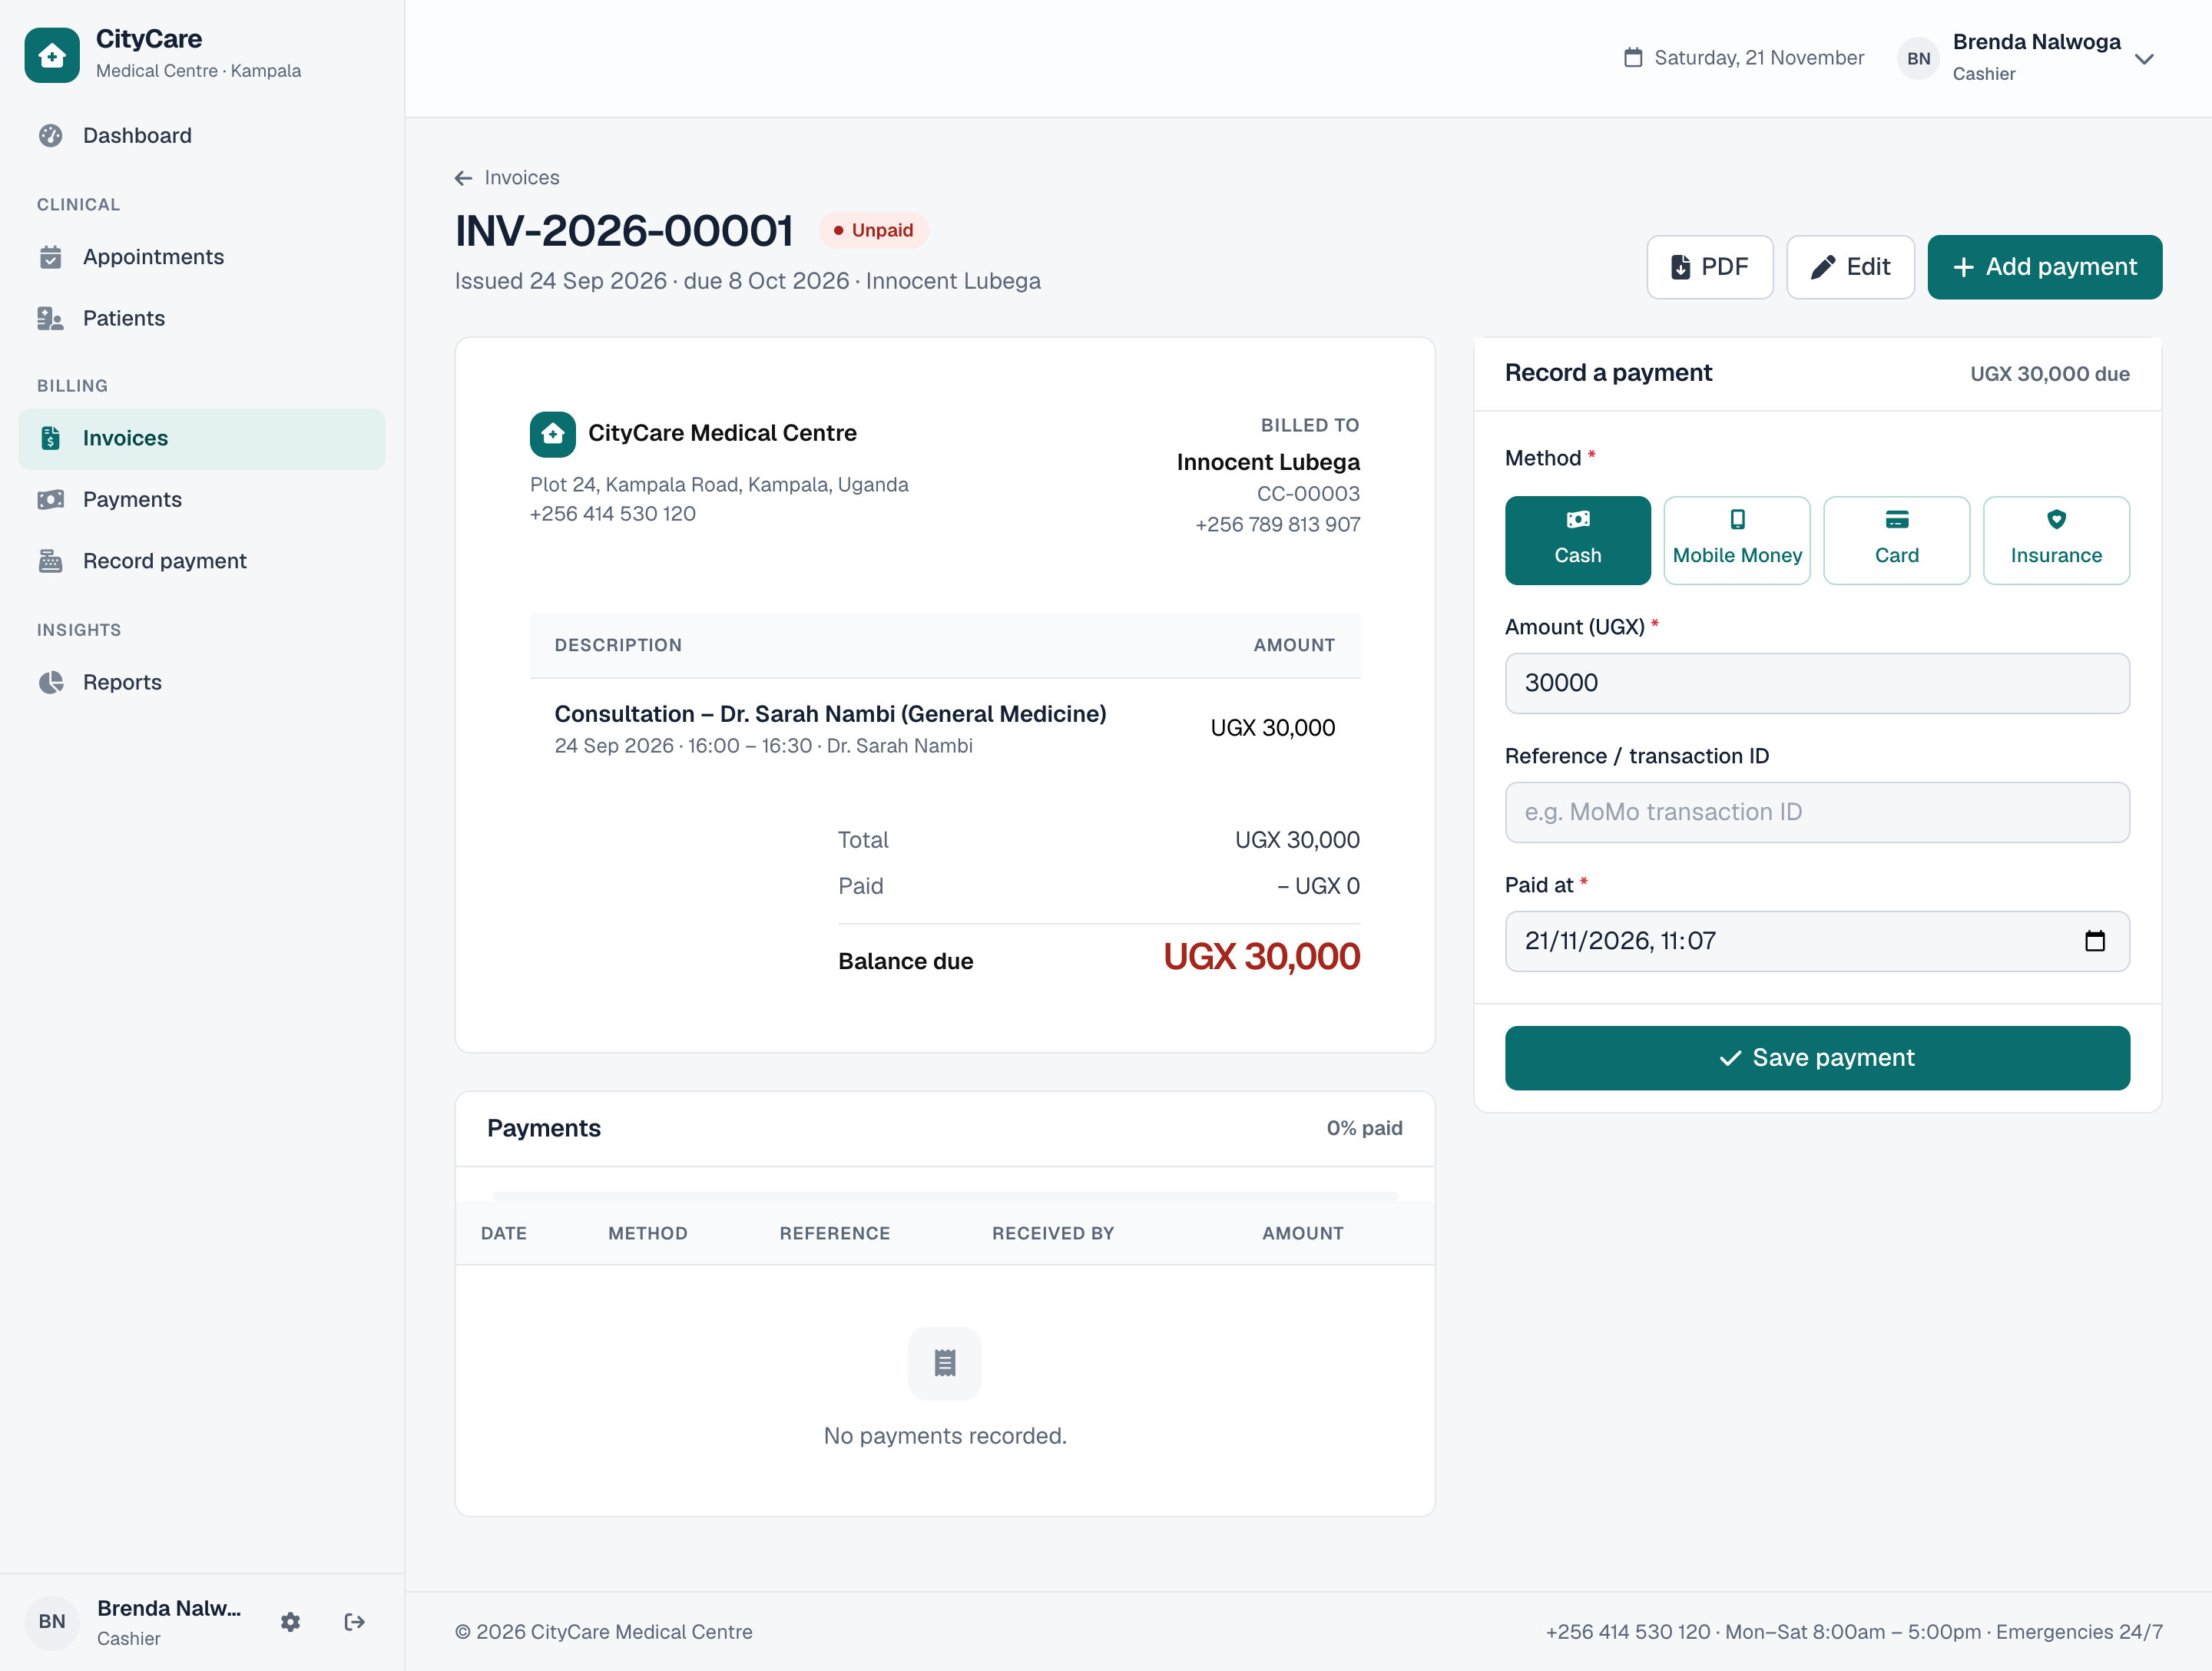 CityCare
Medical Centre · Kampala
Dashboard
CLINICAL
Appointments
Patients
BILLING
Invoices
Payments
Record payment
INSIGHTS
Reports
BN
Brenda Nalw...
Cashier
Saturday, 21 November
BN
Brenda Nalwoga
Cashier
Invoices
INV-2026-00001
Unpaid
Issued 24 Sep 2026 · due 8 Oct 2026 · Innocent Lubega
PDF
Edit
Add payment
CityCare Medical Centre
Plot 24, Kampala Road, Kampala, Uganda
+256 414 530 120
BILLED TO
Innocent Lubega
CC-00003
+256 789 813 907
DESCRIPTION AMOUNT
Consultation – Dr. Sarah Nambi (General Medicine)
24 Sep 2026 · 16:00 – 16:30 · Dr. Sarah Nambi
UGX 30,000
Total UGX 30,000
Paid – UGX 0
Balance due UGX 30,000
Payments 0% paid
DATE METHOD REFERENCE RECEIVED BY AMOUNT
No payments recorded.
Record a payment UGX 30,000 due
Method *
Cash Mobile Money Card Insurance
Amount (UGX) *
30000
Reference / transaction ID
e.g. MoMo transaction ID
Paid at *
21/11/2026, 11:07
Save payment
© 2026 CityCare Medical Centre
+256 414 530 120 · Mon–Sat 8:00am – 5:00pm · Emergencies 24/7